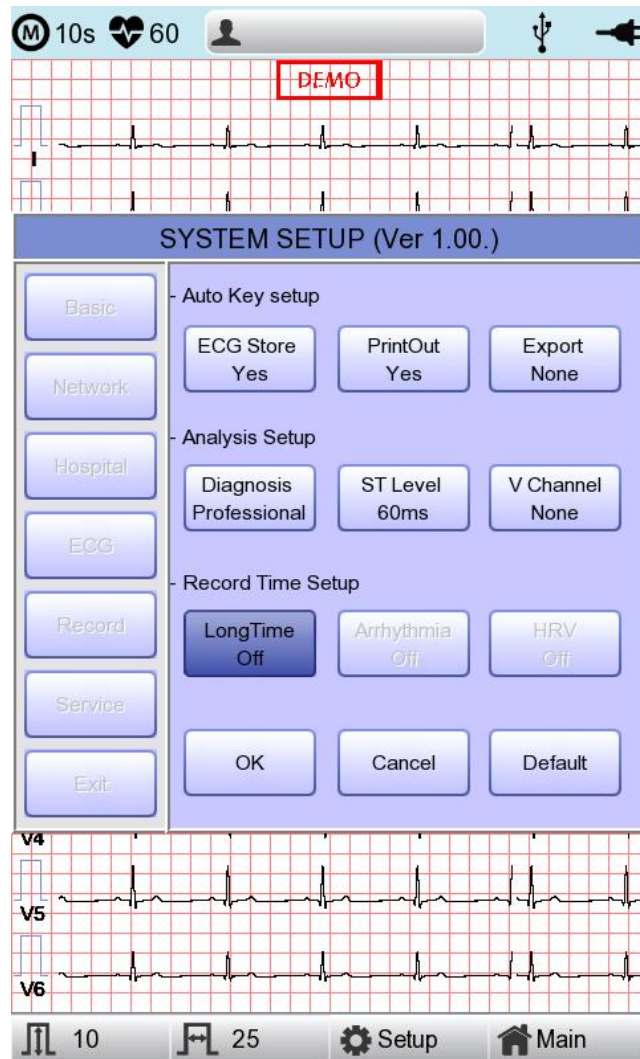 M 10s 60
DEMO
I
SYSTEM SETUP (Ver 1.00.)
Basic
Network
Hospital
ECG
Record
Service
Exit
- Auto Key setup
ECG Store
Yes
PrintOut
Yes
Export
None
- Analysis Setup
Diagnosis
Professional
ST Level
60ms
V Channel
None
- Record Time Setup
LongTime
Off
Arrhythmia
Off
HRV
Off
OK
Cancel
Default
V4
V5
V6
10
25
Setup
Main